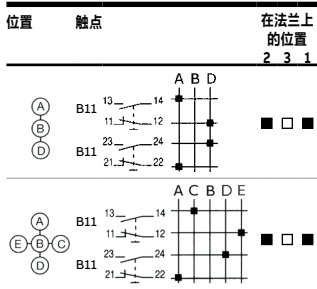 位置 触点 在法兰上
的位置
2 3 1
A B D
A
B
D
B11 13 14
11 12
B11 23 24
21 22
A C B D E
A
E B C
D
B11 13 14
11 12
B11 23 24
21 22